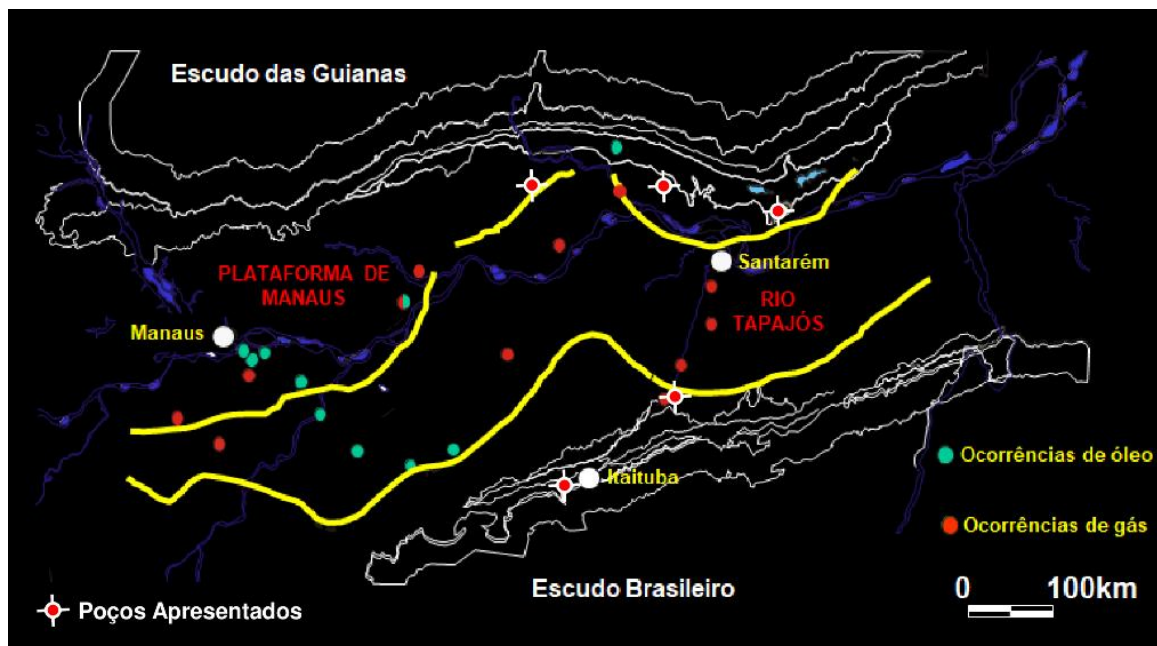 Escudo das Guianas
PLATAFORMA DE
MANAUS
Manaus
Santarém
RIO
TAPAJÓS
Itaituba
Ocorrências de óleo
Ocorrências de gás
Escudo Brasileiro
0 100km
Poços Apresentados